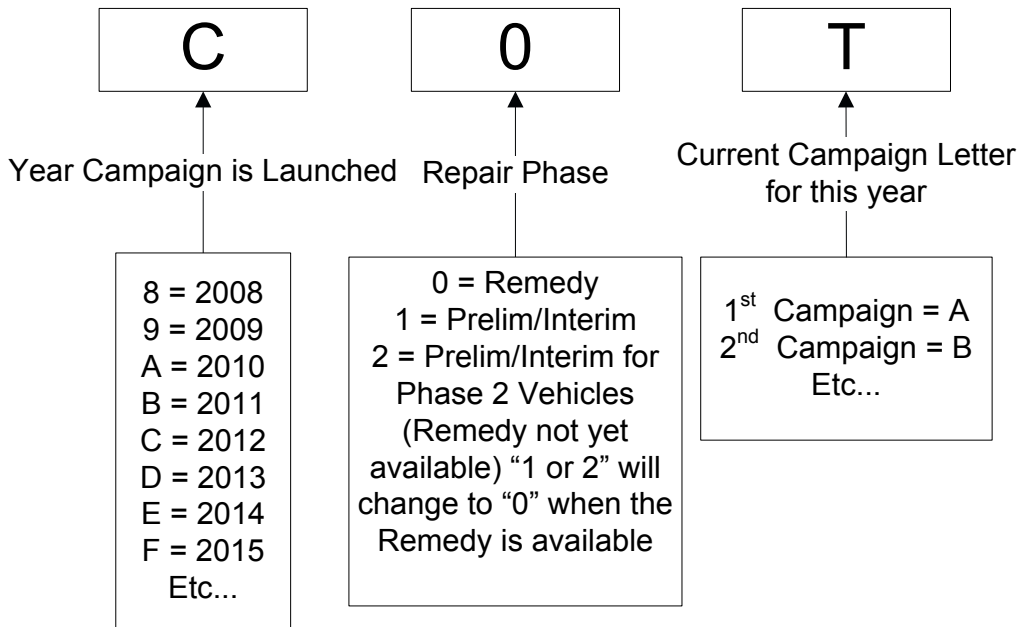 C
0
T
Year Campaign is Launched
Repair Phase
Current Campaign Letter
for this year
8 = 2008
9 = 2009
A = 2010
B = 2011
C = 2012
D = 2013
E = 2014
F = 2015
Etc...
0 = Remedy
1 = Prelim/Interim
2 = Prelim/Interim for
Phase 2 Vehicles
(Remedy not yet
available) “1 or 2” will
change to “0” when the
Remedy is available
1st Campaign = A
2nd Campaign = B
Etc...